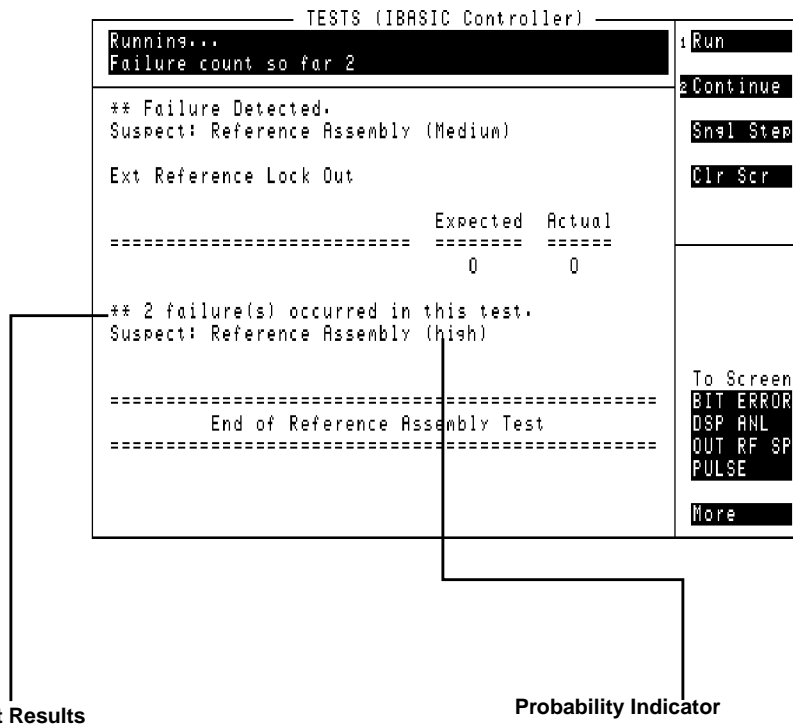 TESTS (IBASIC Controller)
Running...
Failure count so far 2
1 Run
2 Continue
Sngl Step
Clr Scr
** Failure Detected.
Suspect: Reference Assembly (Medium)
Ext Reference Lock Out
Expected Actual
=========================== ======== ======
0 0
** 2 failure(s) occurred in this test.
Suspect: Reference Assembly (high)
=================================================
End of Reference Assembly Test
=================================================
To Screen
BIT ERROR
DSP ANL
OUT RF SP
PULSE
More
t Results
Probability Indicator